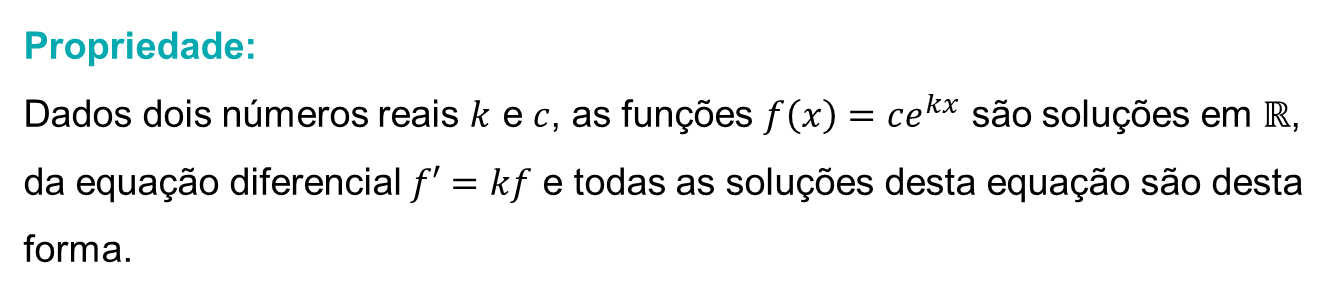 Propriedade:
Dados dois números reais k e c, as funções f(x) = ce^{kx} são soluções em ℝ,
da equação diferencial f′ = kf e todas as soluções desta equação são desta
forma.